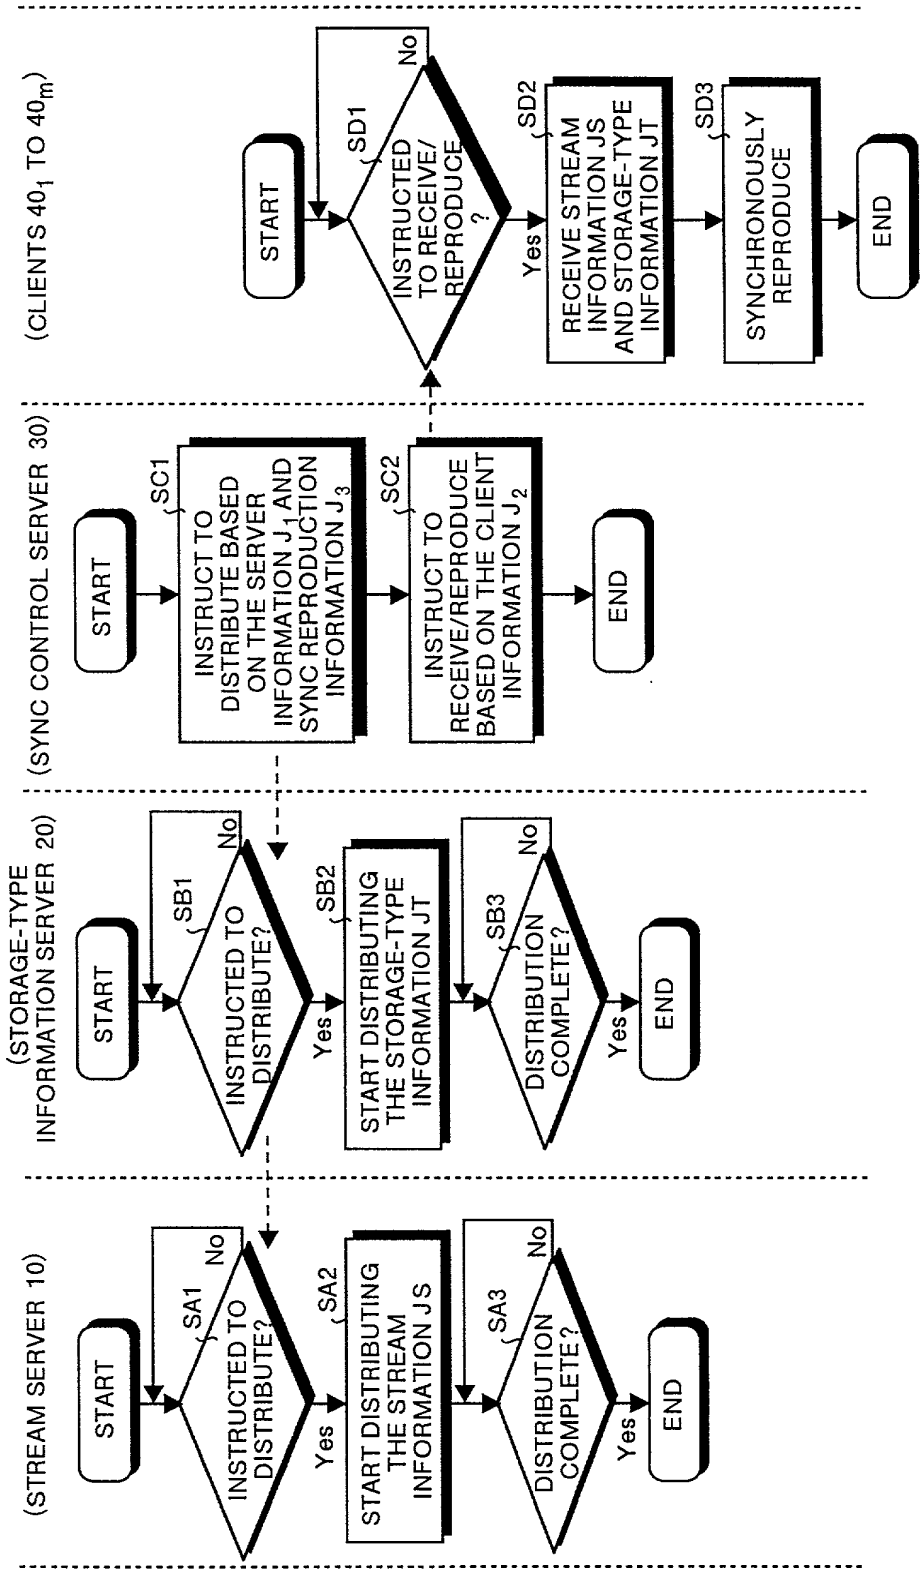 (STREAM SERVER 10)
START
SA1
INSTRUCTED TO
DISTRIBUTE?
No
Yes
SA2
START DISTRIBUTING
THE STREAM
INFORMATION JS
SA3
DISTRIBUTION
COMPLETE?
No
Yes
END
(STORAGE-TYPE
INFORMATION SERVER 20)
START
SB1
INSTRUCTED TO
DISTRIBUTE?
No
Yes
SB2
START DISTRIBUTING
THE STORAGE-TYPE
INFORMATION JT
SB3
DISTRIBUTION
COMPLETE?
No
Yes
END
(SYNC CONTROL SERVER 30)
START
SC1
INSTRUCT TO
DISTRIBUTE BASED
ON THE SERVER
INFORMATION J1 AND
SYNC REPRODUCTION
INFORMATION J3
SC2
INSTRUCT TO
RECEIVE/REPRODUCE
BASED ON THE CLIENT
INFORMATION J2
END
(CLIENTS 401 TO 40m)
START
SD1
INSTRUCTED
TO RECEIVE/
REPRODUCE
?
No
Yes
SD2
RECEIVE STREAM
INFORMATION JS
AND STORAGE-TYPE
INFORMATION JT
SD3
SYNCHRONOUSLY
REPRODUCE
END